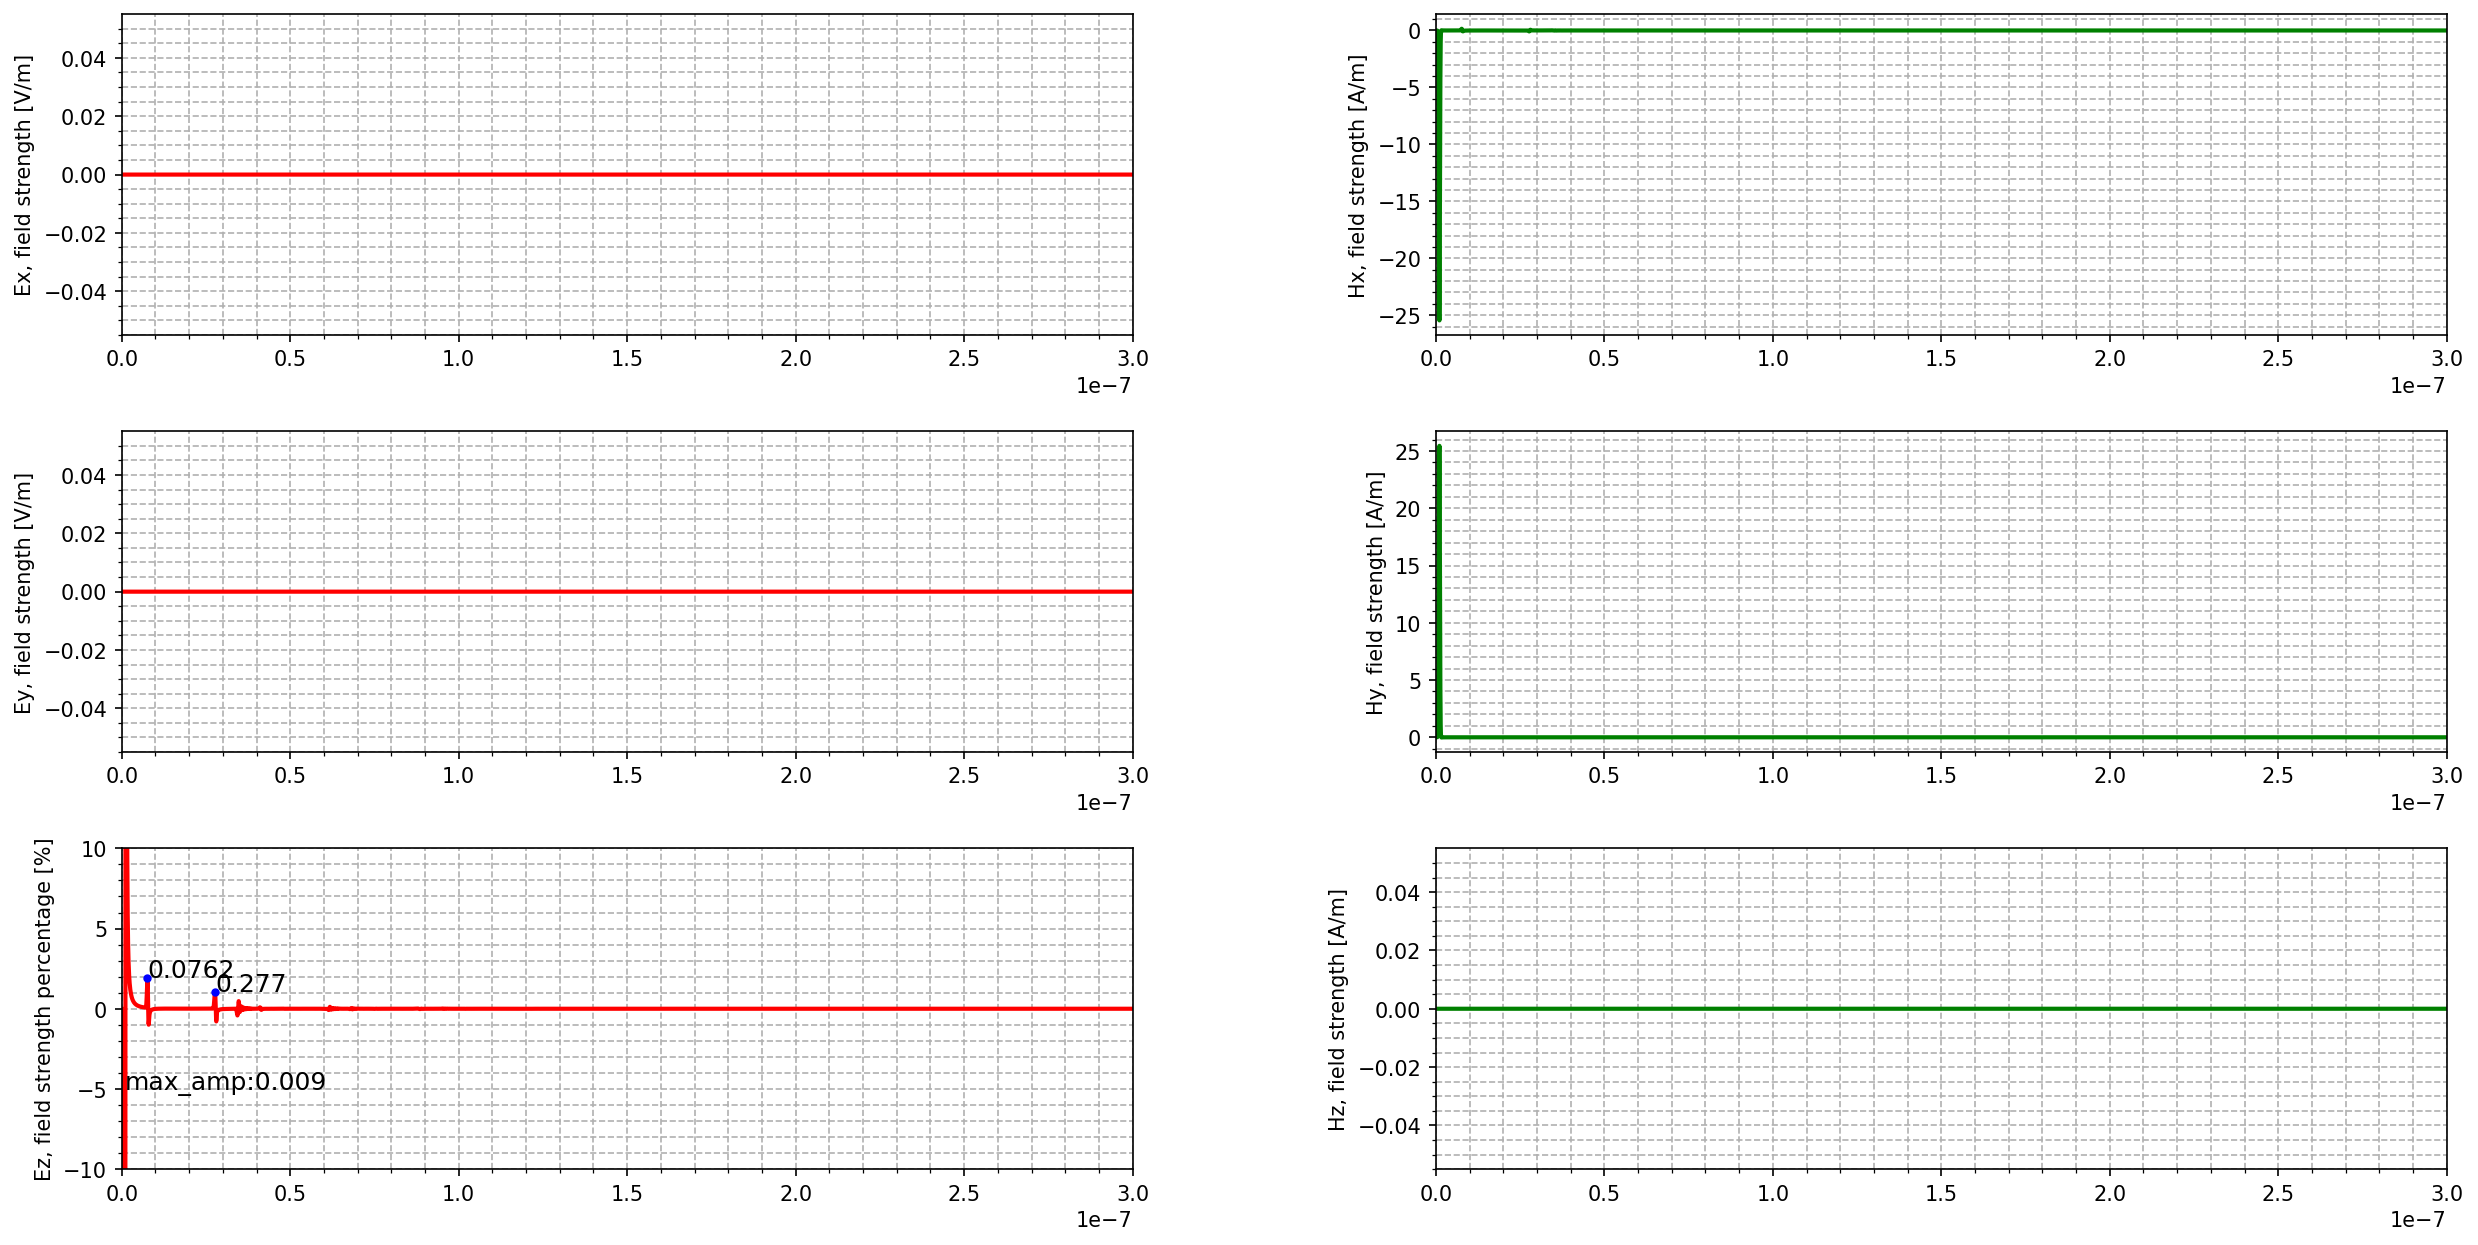 Ex, field strength [V/m]
0.04
0.02
0.00
−0.02
−0.04
0.0 0.5 1.0 1.5 2.0 2.5 3.0
1e−7
Hx, field strength [A/m]
0
−5
−10
−15
−20
−25
0.0 0.5 1.0 1.5 2.0 2.5 3.0
1e−7
Ey, field strength [V/m]
0.04
0.02
0.00
−0.02
−0.04
0.0 0.5 1.0 1.5 2.0 2.5 3.0
1e−7
Hy, field strength [A/m]
25
20
15
10
5
0
0.0 0.5 1.0 1.5 2.0 2.5 3.0
1e−7
Ez, field strength percentage [%]
10
5
0
−5
−10
0.0762
0.277
max_amp:0.009
0.0 0.5 1.0 1.5 2.0 2.5 3.0
1e−7
Hz, field strength [A/m]
0.04
0.02
0.00
−0.02
−0.04
0.0 0.5 1.0 1.5 2.0 2.5 3.0
1e−7